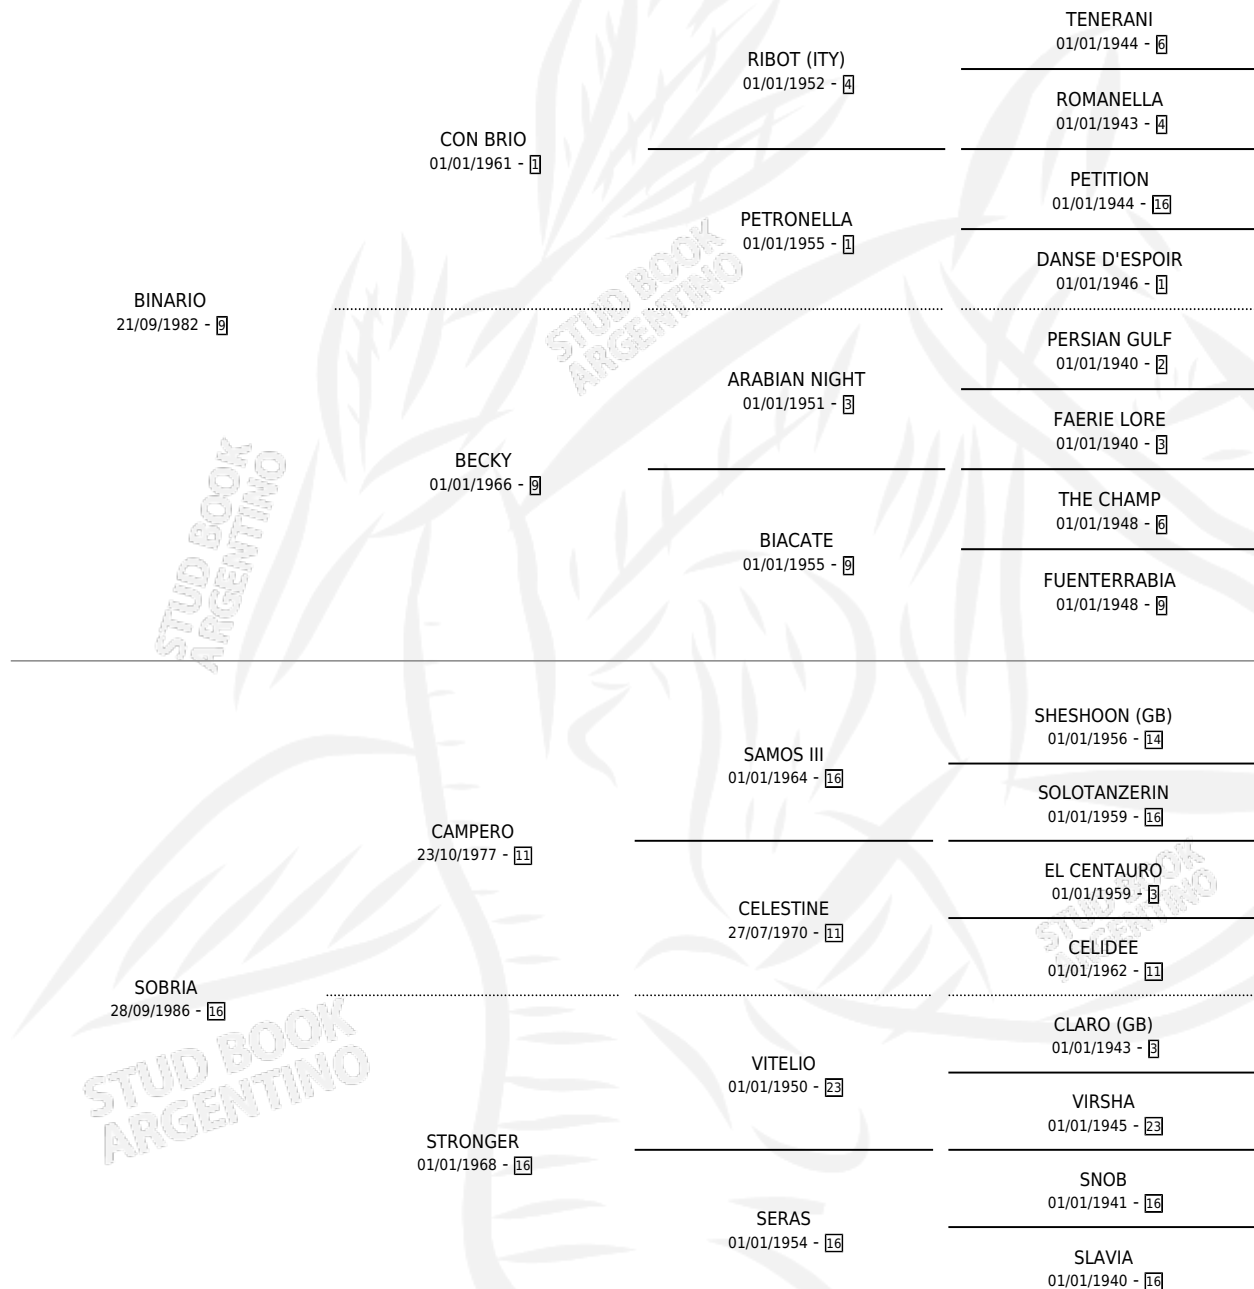 TENERANI
01/01/1944 - 6
RIBOT (ITY)
01/01/1952 - 4
ROMANELLA
01/01/1943 - 4
CON BRIO
01/01/1961 - 1
PETITION
01/01/1944 - 16
PETRONELLA
01/01/1955 - 1
DANSE D'ESPOIR
01/01/1946 - 1
BINARIO
21/09/1982 - 9
PERSIAN GULF
01/01/1940 - 2
ARABIAN NIGHT
01/01/1951 - 3
FAERIE LORE
01/01/1940 - 3
BECKY
01/01/1966 - 9
THE CHAMP
01/01/1948 - 6
BIACATE
01/01/1955 - 9
FUENTERRABIA
01/01/1948 - 9
STUD BOOK
ARGENTINO
STUD BOOK
ARGENTINO
SHESHOON (GB)
01/01/1956 - 14
SAMOS III
01/01/1964 - 16
SOLOTANZERIN
01/01/1959 - 16
CAMPERO
23/10/1977 - 11
EL CENTAURO
01/01/1959 - 3
CELESTINE
27/07/1970 - 11
CELIDEE
01/01/1962 - 11
STUD BOOK
ARGENTINO
SOBRIA
28/09/1986 - 16
CLARO (GB)
01/01/1943 - 3
VITELIO
01/01/1950 - 23
VIRSHA
01/01/1945 - 23
STUD BOOK
ARGENTINO
STRONGER
01/01/1968 - 16
SNOB
01/01/1941 - 16
SERAS
01/01/1954 - 16
SLAVIA
01/01/1940 - 16